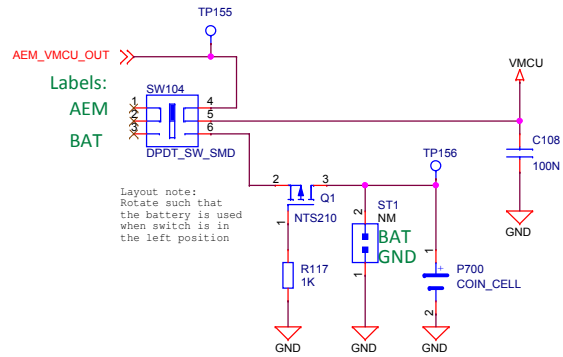 TP155
AEM_VMCU_OUT
Labels:
AEM
BAT
SW104
1
2
3
4
5
6
DPDT_SW_SMD
VMCU
C108
100N
GND
Layout note:
Rotate such that
the battery is used
when switch is in
the left position
2
3
Q1
NTS210
1
R117
1K
GND
TP156
ST1
NM
2
BAT
GND
1
GND
1
+
P700
COIN_CELL
2
GND